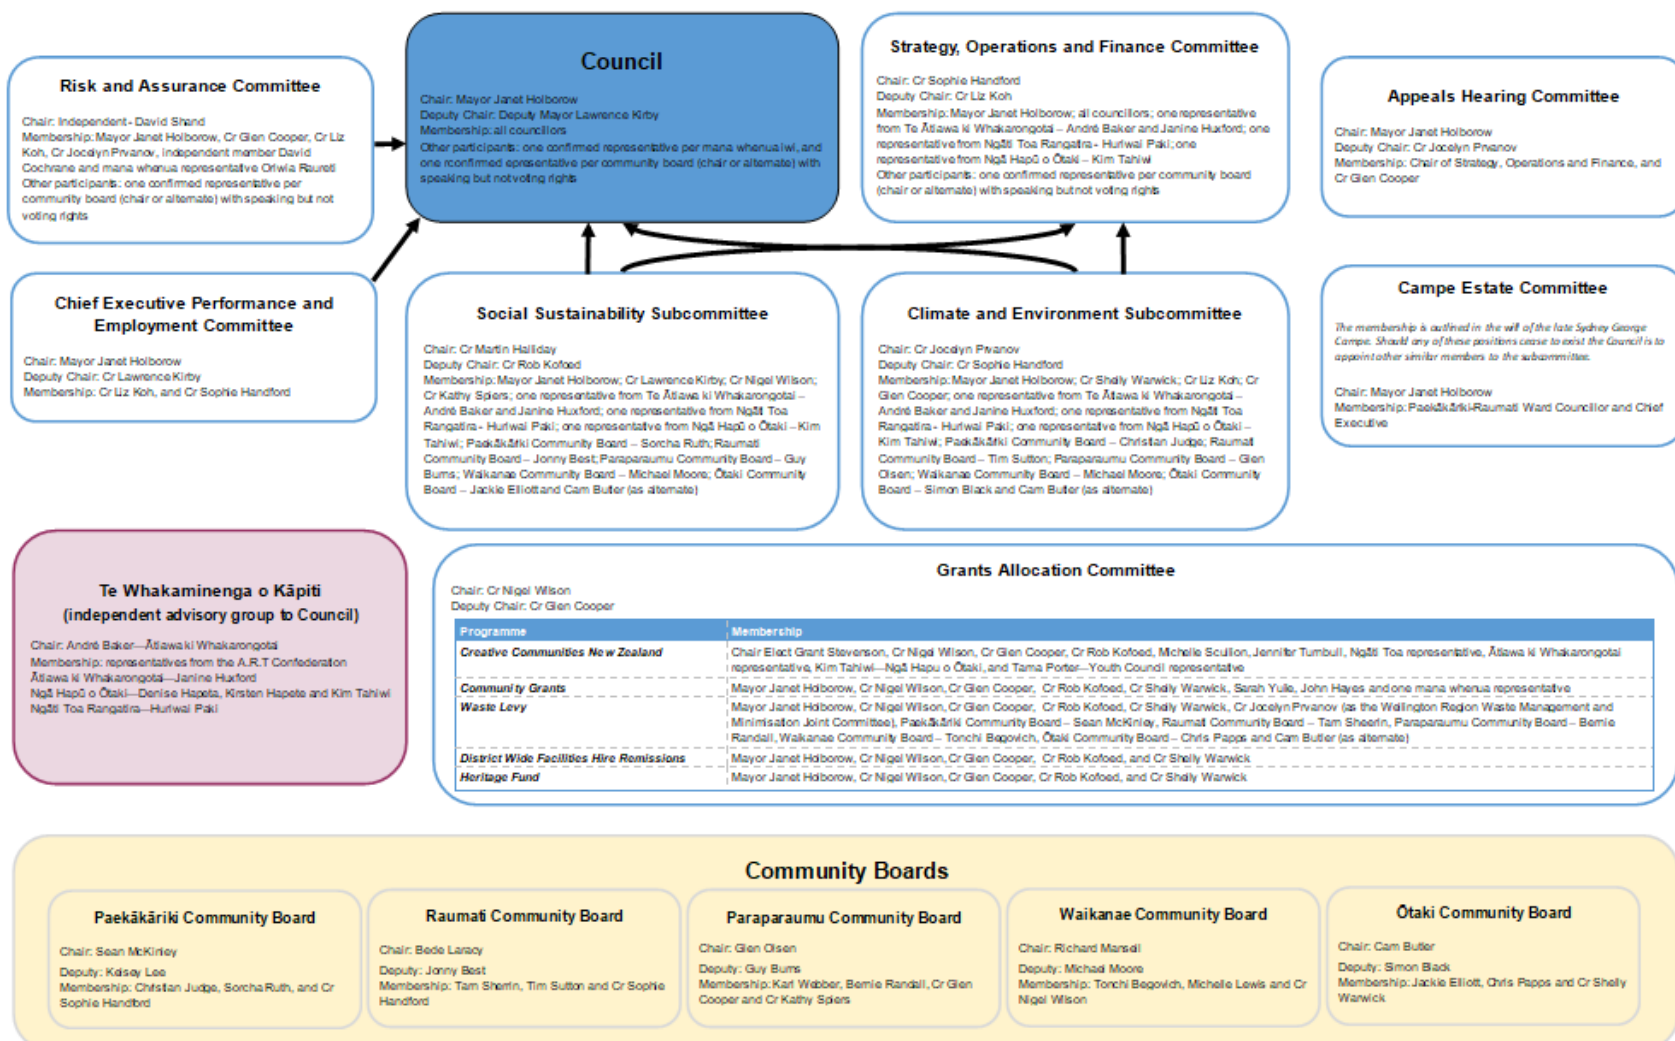 Risk and Assurance Committee
Chair: Independent- David Shand
Membership: Mayor Janet Holborow, Cr Glen Cooper, Cr Liz
Koh, Cr Jocelyn Prvanov, independent member David
Cochrane and mana whenua representative Oriwia Raureti
Other participants: one confirmed representative per
community board (chair or alternate) with speaking but not
voting rights
Council
Chair: Mayor Janet Holborow
Deputy Chair: Deputy Mayor Lawrence Kirby
Membership: all councillors
Other participants: one confirmed representative per mana whenua iwi, and
one rconfirmed epresentative per community board (chair or alternate) with
speaking but not voting rights
Strategy, Operations and Finance Committee
Chair: Cr Sophie Handford
Deputy Chair: Cr Liz Koh
Membership: Mayor Janet Holborow; all councillors; one representative
from Te Ātiawa ki Whakarongotai – André Baker and Janine Huxford; one
representative from Ngāti Toa Rangatira - Huriwai Paki; one
representative from Ngā Hapū o Ōtaki – Kim Tahiwi
Other participants: one confirmed representative per community board
(chair or alternate) with speaking but not voting rights
Appeals Hearing Committee
Chair: Mayor Janet Holborow
Deputy Chair: Cr Jocelyn Prvanov
Membership: Chair of Strategy, Operations and Finance, and
Cr Glen Cooper
Chief Executive Performance and
Employment Committee
Chair: Mayor Janet Holborow
Deputy Chair: Cr Lawrence Kirby
Membership: Cr Liz Koh, and Cr Sophie Handford
Social Sustainability Subcommittee
Chair: Cr Martin Halliday
Deputy Chair: Cr Rob Kofoed
Membership: Mayor Janet Holborow; Cr Lawrence Kirby; Cr Nigel Wilson;
Cr Kathy Spiers; one representative from Te Ātiawa ki Whakarongotai –
André Baker and Janine Huxford; one representative from Ngāti Toa
Rangatira - Huriwai Paki; one representative from Ngā Hapū o Ōtaki – Kim
Tahiwi; Paekākāriki Community Board – Sorcha Ruth; Raumati
Community Board – Jonny Best; Paraparaumu Community Board – Guy
Burns; Waikanae Community Board – Michael Moore; Ōtaki Community
Board – Jackie Elliott and Cam Butler (as alternate)
Climate and Environment Subcommittee
Chair: Cr Jocelyn Prvanov
Deputy Chair: Cr Sophie Handford
Membership: Mayor Janet Holborow; Cr Shelly Warwick; Cr Liz Koh; Cr
Glen Cooper; one representative from Te Ātiawa ki Whakarongotai –
André Baker and Janine Huxford; one representative from Ngāti Toa
Rangatira - Huriwai Paki; one representative from Ngā Hapū o Ōtaki –
Kim Tahiwi; Paekākāriki Community Board – Christian Judge; Raumati
Community Board – Tim Sutton; Paraparaumu Community Board – Glen
Olsen; Waikanae Community Board – Michael Moore; Ōtaki Community
Board – Simon Black and Cam Butler (as alternate)
Campe Estate Committee
The membership is outlined in the will of the late Sydney George
Campe. Should any of these positions cease to exist the Council is to
appoint other similar members to the subcommittee.
Chair: Mayor Janet Holborow
Membership: Paekākāriki-Raumati Ward Councillor and Chief
Executive
Te Whakaminenga o Kāpiti
(independent advisory group to Council)
Chair: André Baker—Ātiawa ki Whakarongotai
Membership: representatives from the A.R.T Confederation
Ātiawa ki Whakarongotai—Janine Huxford
Ngā Hapū o Ōtaki—Denise Hapeta, Kirsten Hapete and Kim Tahiwi
Ngāti Toa Rangatira—Huriwai Paki
Grants Allocation Committee
Chair: Cr Nigel Wilson
Deputy Chair: Cr Glen Cooper
Programme Membership
Creative Communities New Zealand Chair Elect Grant Stevenson, Cr Nigel Wilson, Cr Glen Cooper, Cr Rob Kofoed, Michelle Scullion, Jennifer Turnbull, Ngāti Toa representative, Ātiawa ki Whakarongotai
representative, Kim Tahiwi—Ngā Hapu o Ōtaki, and Tama Porter—Youth Council representative
Community Grants Mayor Janet Holborow, Cr Nigel Wilson, Cr Glen Cooper, Cr Rob Kofoed, Cr Shelly Warwick, Sarah Yulie, John Hayes and one mana whenua representative
Waste Levy Mayor Janet Holborow, Cr Nigel Wilson, Cr Glen Cooper, Cr Rob Kofoed, Cr Shelly Warwick, Cr Jocelyn Prvanov (as the Wellington Region Waste Management and
Minimisation Joint Committee), Paekākāriki Community Board – Sean McKinley, Raumati Community Board – Tam Sheerin, Paraparaumu Community Board – Bernie
Randall, Waikanae Community Board – Tonchi Begovich, Ōtaki Community Board – Chris Papps and Cam Butler (as alternate)
District Wide Facilities Hire Remissions Mayor Janet Holborow, Cr Nigel Wilson, Cr Glen Cooper, Cr Rob Kofoed, and Cr Shelly Warwick
Heritage Fund Mayor Janet Holborow, Cr Nigel Wilson, Cr Glen Cooper, Cr Rob Kofoed, and Cr Shelly Warwick
Community Boards
Paekākāriki Community Board
Chair: Sean McKinley
Deputy: Kelsey Lee
Membership: Christian Judge, Sorcha Ruth, and Cr
Sophie Handford
Raumati Community Board
Chair: Bede Laracy
Deputy: Jonny Best
Membership: Tam Sherrin, Tim Sutton and Cr Sophie
Handford
Paraparaumu Community Board
Chair: Glen Olsen
Deputy: Guy Burns
Membership: Karl Webber, Bernie Randall, Cr Glen
Cooper and Cr Kathy Spiers
Waikanae Community Board
Chair: Richard Mansell
Deputy: Michael Moore
Membership: Tonchi Begovich, Michelle Lewis and Cr
Nigel Wilson
Ōtaki Community Board
Chair: Cam Butler
Deputy: Simon Black
Membership: Jackie Elliott, Chris Papps and Cr Shelly
Warwick